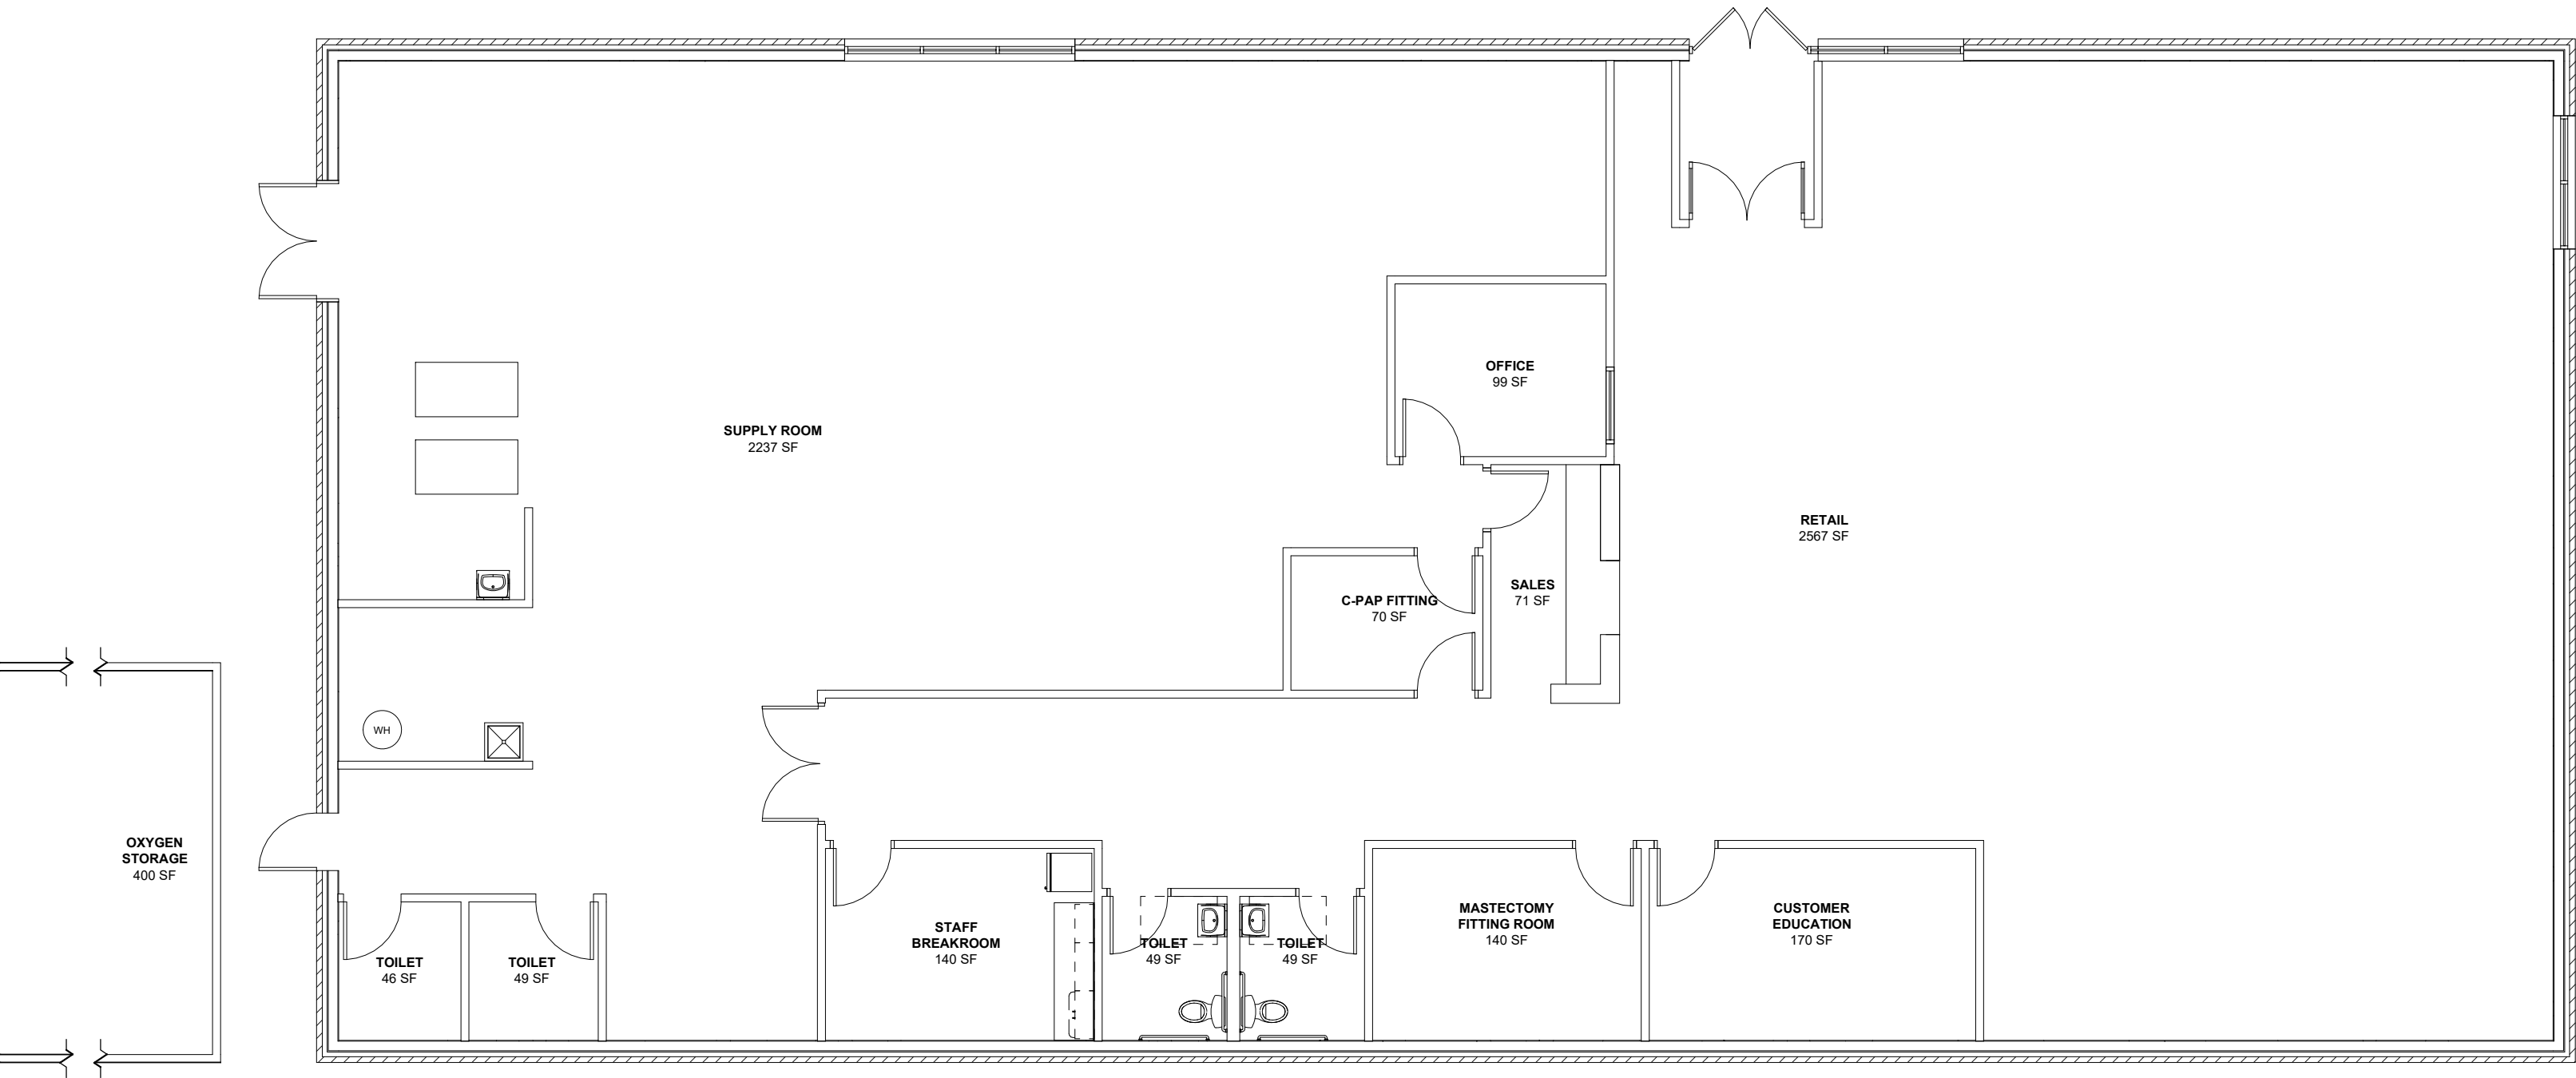 OFFICE
99 SF
SUPPLY ROOM
2237 SF
RETAIL
2567 SF
C-PAP FITTING
70 SF
SALES
71 SF
WH
OXYGEN
STORAGE
400 SF
TOILET
46 SF
TOILET
49 SF
STAFF
BREAKROOM
140 SF
TOILET
49 SF
TOILET
49 SF
MASTECTOMY
FITTING ROOM
140 SF
CUSTOMER
EDUCATION
170 SF